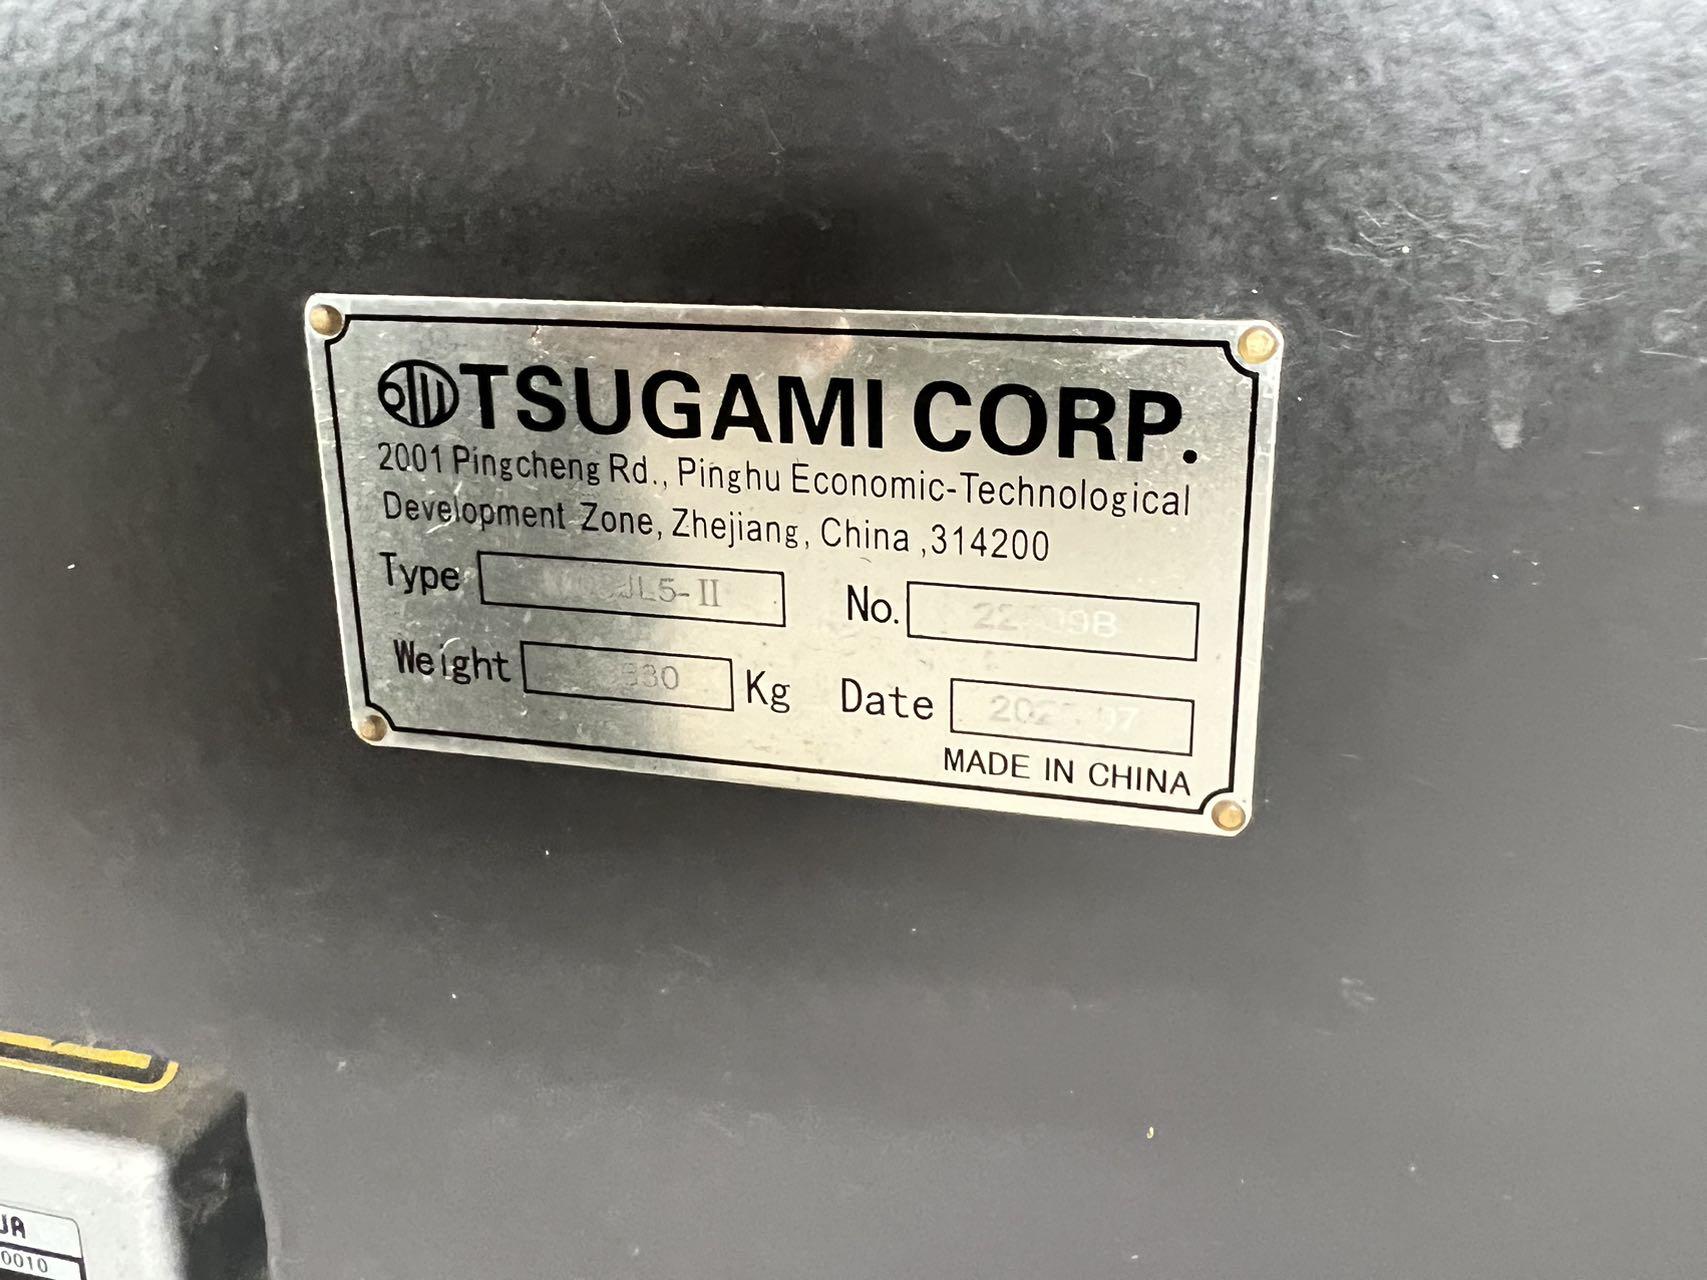 TSUGAMI CORP.
2001 Pingcheng Rd., Pinghu Economic-Technological
Development Zone, Zhejiang, China ,314200
Type
No.
Weight Kg
Date
MADE IN CHINA
0010